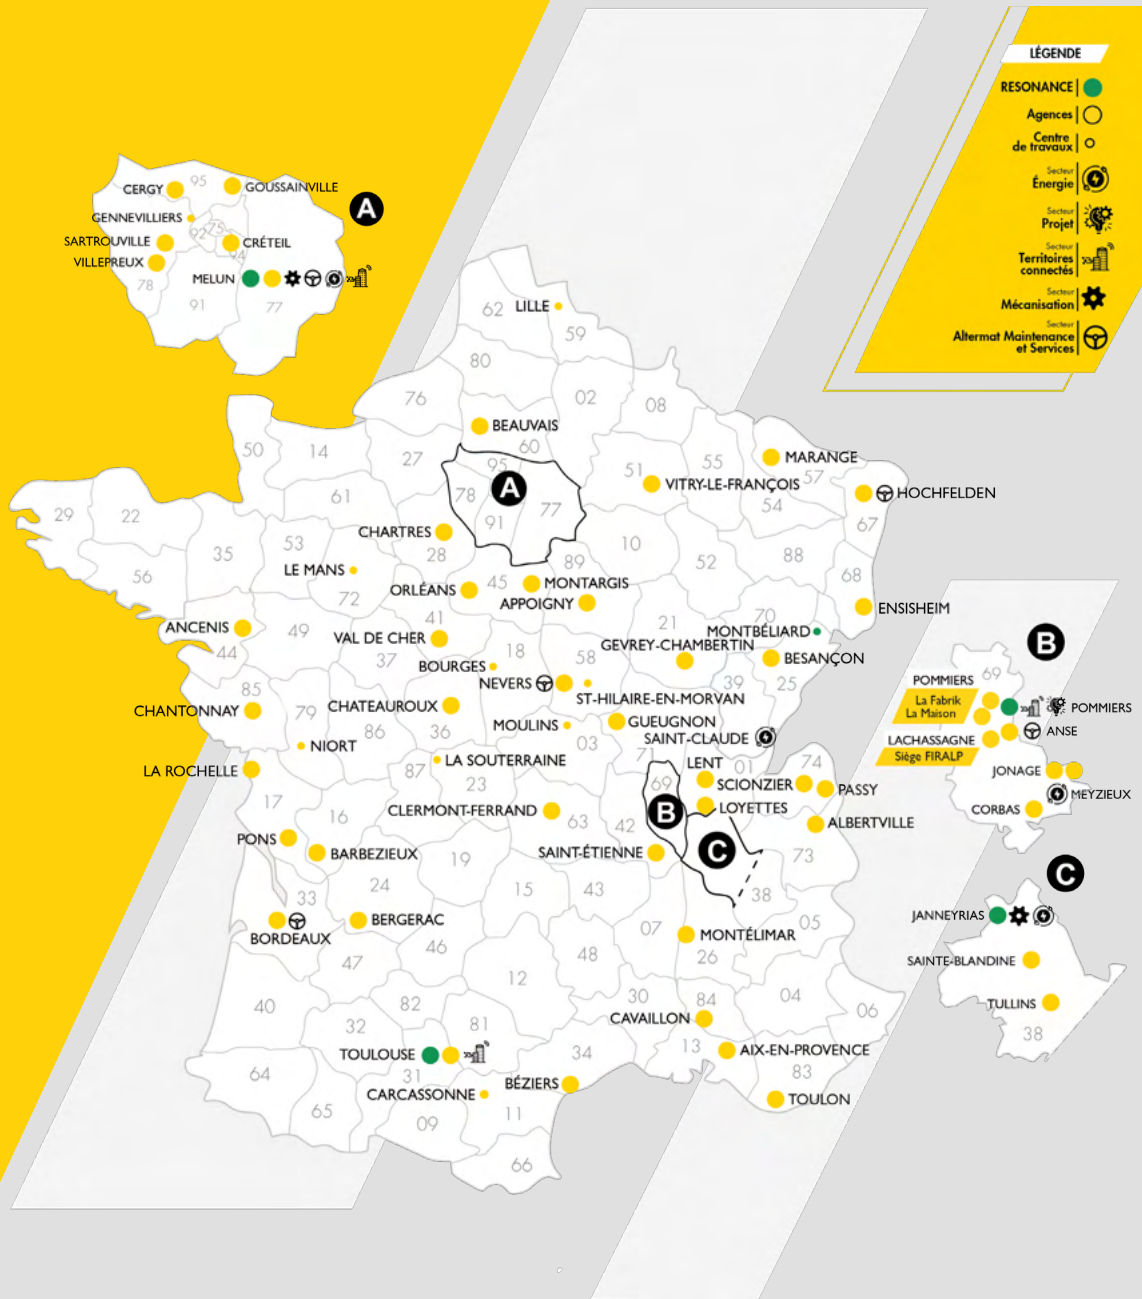 LÉGENDE
RESONANCE
Agences
Centre
de travaux
Secteur
Énergie
Secteur
Projet
Secteur
Territoires
connectés
Secteur
Mécanisation
Secteur
Altermat Maintenance
et Services
A
95
CERGY
GOUSSAINVILLE
GENNEVILLIERS
92
75
SARTROUVILLE
CRÉTEIL
94
VILLEPREUX
MELUN
78
91
77
62
LILLE
59
80
76
02
08
BEAUVAIS
60
50
14
27
95
A
78
91
77
51
VITRY-LE-FRANÇOIS
55
MARANGE
57
54
HOCHFELDEN
67
29
22
61
CHARTRES
28
10
35
53
56
LE MANS
72
89
52
88
68
ORLÉANS
45
MONTARGIS
APPOIGNY
ENSISHEIM
41
21
70
ANCENIS
49
44
VAL DE CHER
MONTBÉLIARD
GEVREY-CHAMBERTIN
BESANÇON
37
18
58
BOURGES
NEVERS
ST-HILAIRE-EN-MORVAN
39
25
85
CHANTONNAY
79
CHATEAUROUX
86
36
MOULINS
GUEUGNON
SAINT-CLAUDE
NIORT
03
71
LA SOUTERRAINE
LENT
01
74
LA ROCHELLE
87
23
69
SCIONZIER
PASSY
17
16
CLERMONT-FERRAND
63
42
B
LOYETTES
ALBERTVILLE
PONS
BARBEZIEUX
19
SAINT-ÉTIENNE
C
73
33
24
15
43
38
BORDEAUX
BERGERAC
46
07
MONTÉLIMAR
05
47
48
26
12
40
82
30
84
04
06
32
81
CAVAILLON
TOULOUSE
34
13
AIX-EN-PROVENCE
64
31
83
CARCASSONNE
BÉZIERS
TOULON
65
09
11
66
B
69
POMMIERS
La Fabrik
La Maison
POMMIERS
LACHASSAGNE
ANSE
Siège FIRALP
JONAGE
MEYZIEUX
CORBAS
C
JANNEYRIAS
SAINTE-BLANDINE
TULLINS
38